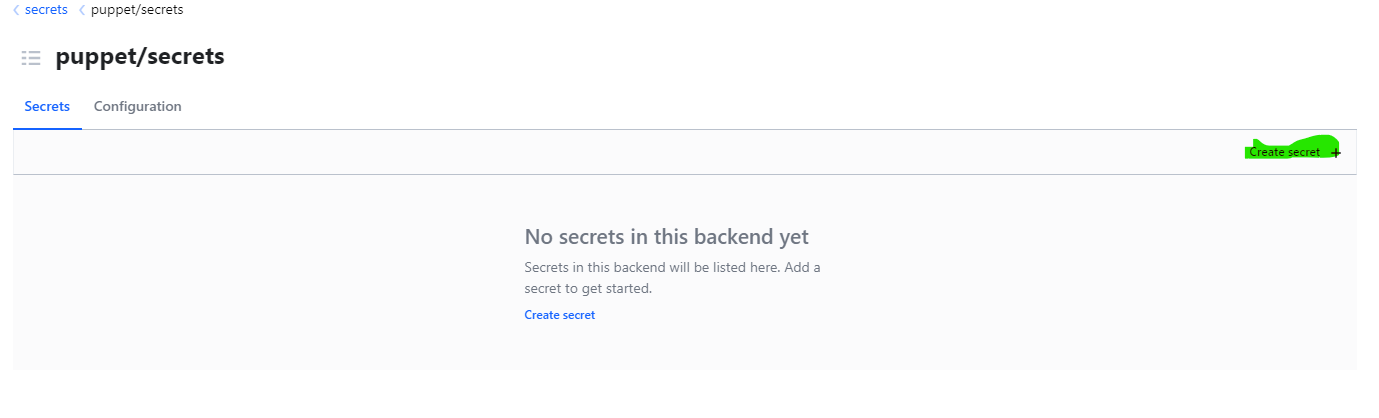 secrets puppet/secrets
puppet/secrets
Secrets Configuration
Create secret +
No secrets in this backend yet
Secrets in this backend will be listed here. Add a
secret to get started.
Create secret